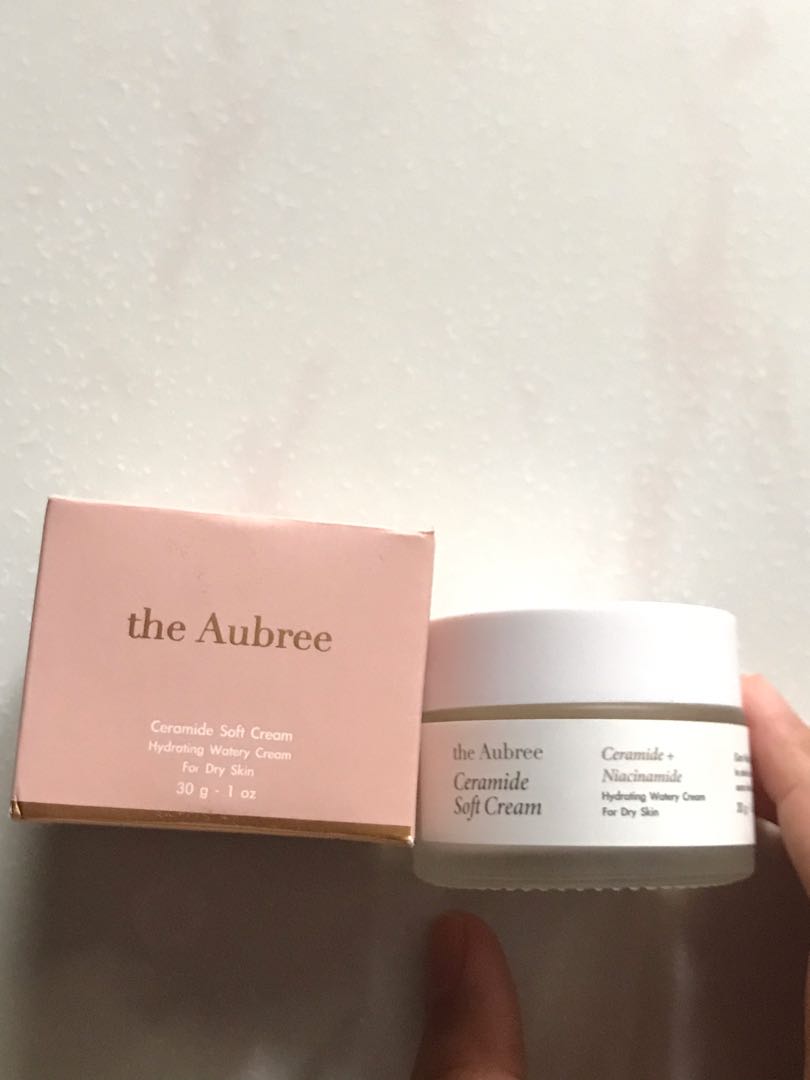 the Aubree
Ceramide Soft Cream
Hydrating Watery Cream
For Dry Skin
30 g - 1 oz
the Aubree
Ceramide
Soft Cream
Ceramide +
Niacinamide
Hydrating Watery Cream
For Dry Skin